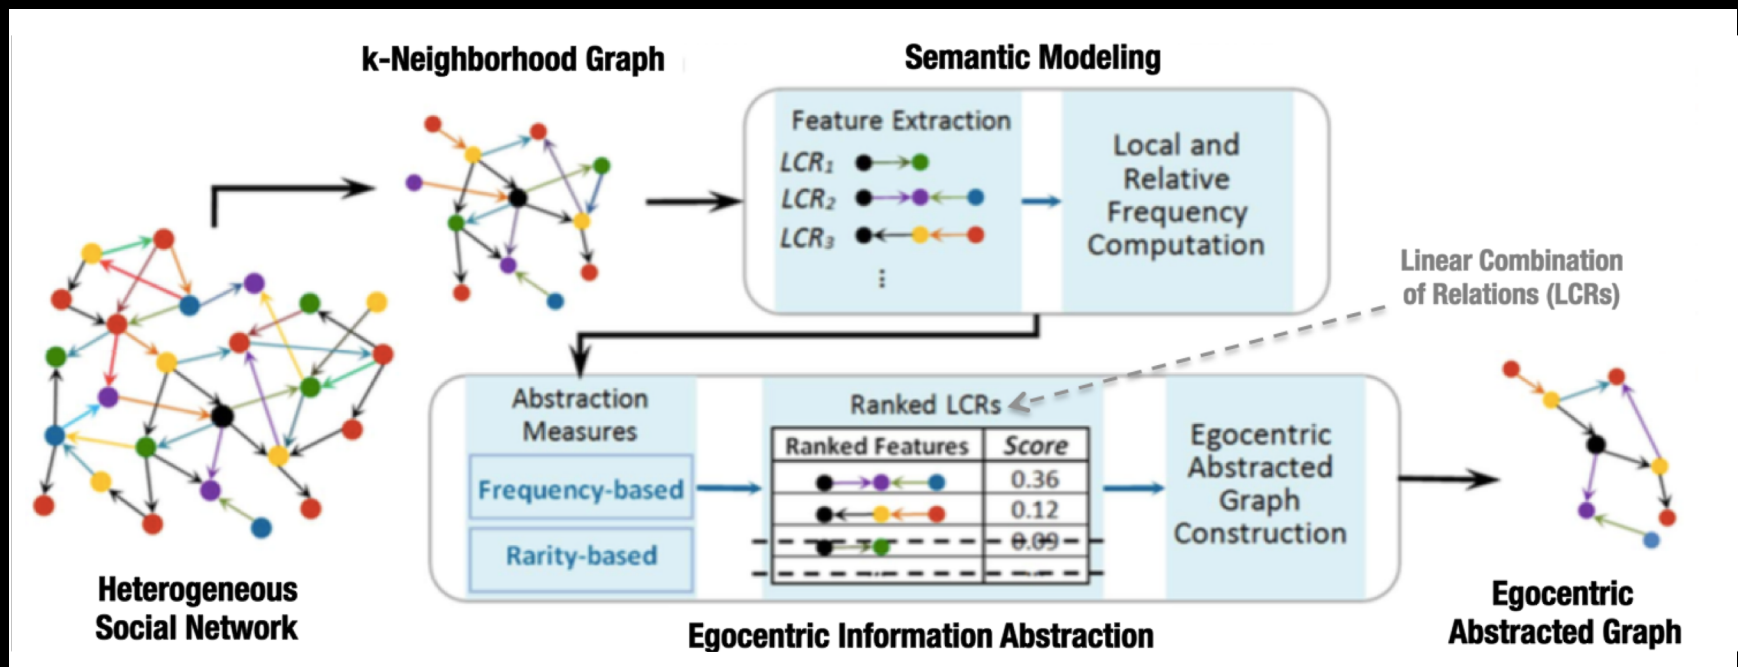 k-Neighborhood Graph
Semantic Modeling
Feature Extraction
LCR1
LCR2
LCR3
⋮
Local and
Relative
Frequency
Computation
Linear Combination
of Relations (LCRs)
Abstraction
Measures
Frequency-based
Rarity-based
Ranked LCRs
Ranked Features Score
0.36
0.12
0.09
...
Egocentric
Abstracted
Graph
Construction
Heterogeneous
Social Network
Egocentric Information Abstraction
Egocentric
Abstracted Graph